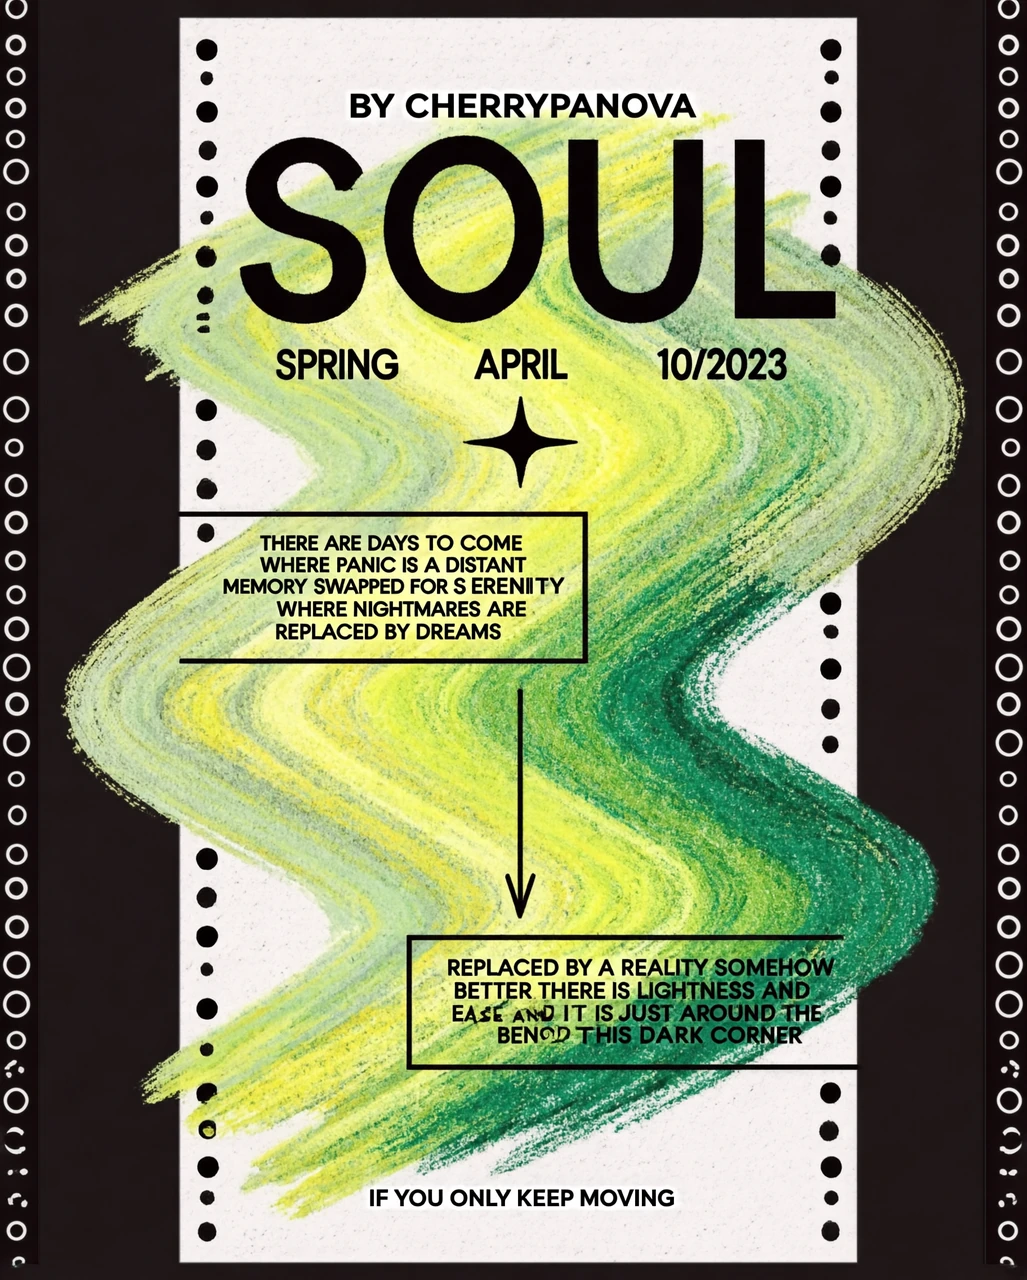 BY CHERRYPANOVA
SOUL
SPRING APRIL 10/2023
THERE ARE DAYS TO COME
WHERE PANIC IS A DISTANT
MEMORY SWAPPED FOR S ERENITY
WHERE NIGHTMARES ARE
REPLACED BY DREAMS
REPLACED BY A REALITY SOMEHOW
BETTER THERE IS LIGHTNESS AND
EASE AND IT IS JUST AROUND THE
THIS DARK CORNER
IF YOU ONLY KEEP MOVING